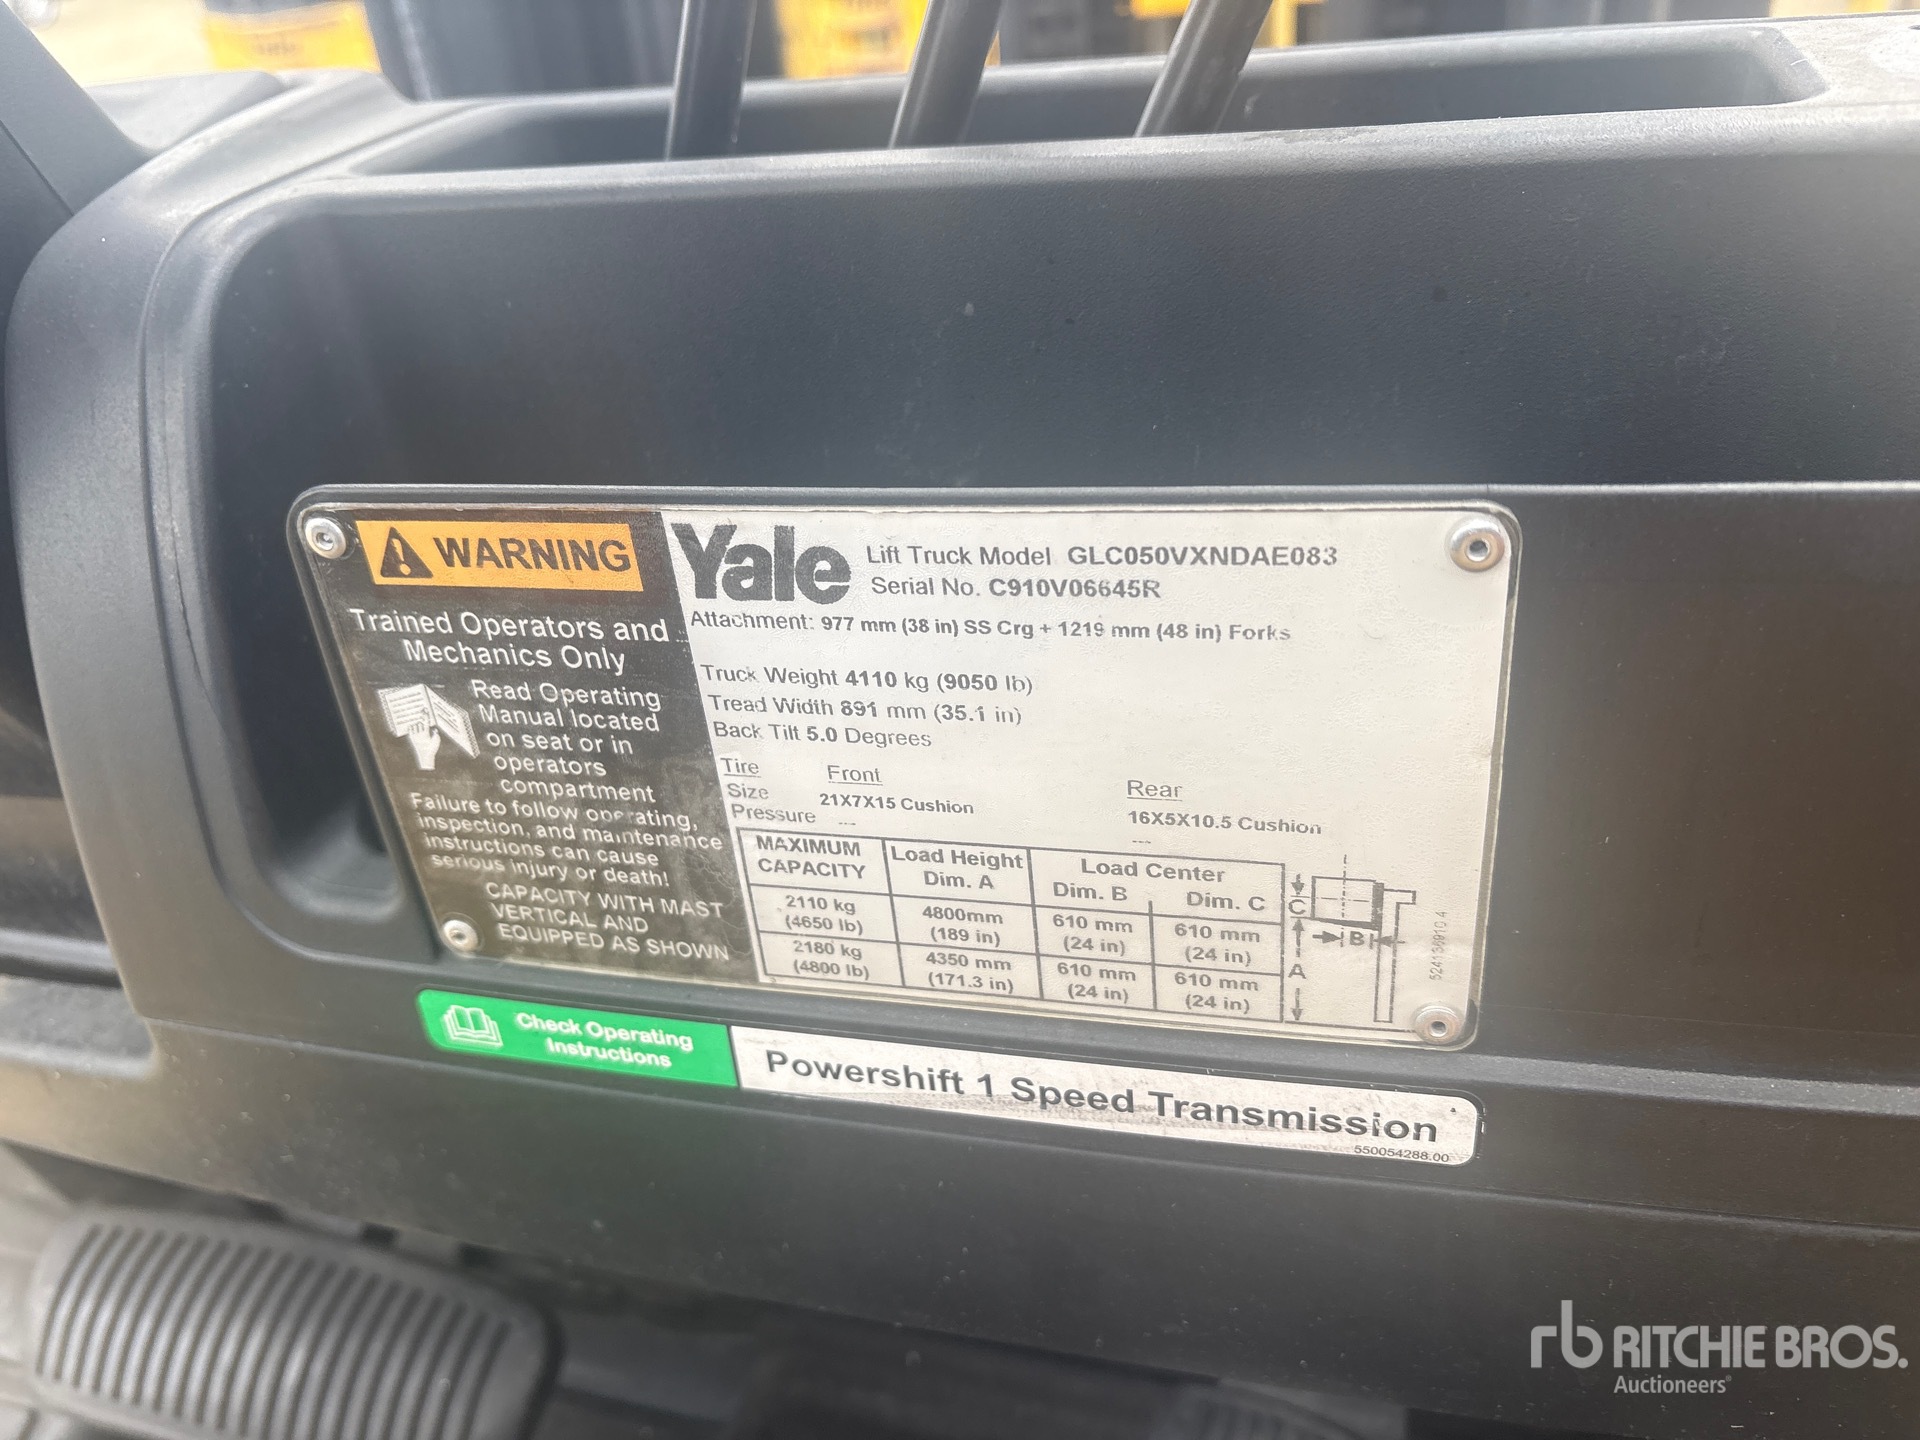 WARNING
Trained Operators and
Mechanics Only
Read Operating
Manual located
on seat or in
operators
compartment
Failure to follow operating,
inspection, and maintenance
instructions can cause
serious injury or death!
CAPACITY WITH MAST
VERTICAL AND
EQUIPPED AS SHOWN
Yale
Lift Truck Model GLC050VXNDAE083
Serial No. C910V06645R
Attachment: 977 mm (38 in) SS Crg + 1219 mm (48 in) Forks
Truck Weight 4110 kg (9050 lb)
Tread Width 891 mm (35.1 in)
Back Tilt 5.0 Degrees
Tire Front Rear
Size 21X7X15 Cushion 16X5X10.5 Cushion
Pressure --- ---
MAXIMUM CAPACITY Load Height Dim. A Load Center Dim. B Dim. C
2110 kg (4650 lb) 4800mm (189 in) 610 mm (24 in) 610 mm (24 in)
2180 kg (4800 lb) 4350 mm (171.3 in) 610 mm (24 in) 610 mm (24 in)
C
B
A
524136910.4
Check Operating
Instructions
Powershift 1 Speed Transmission
550054288.00
rb RITCHIE BROS.
Auctioneers